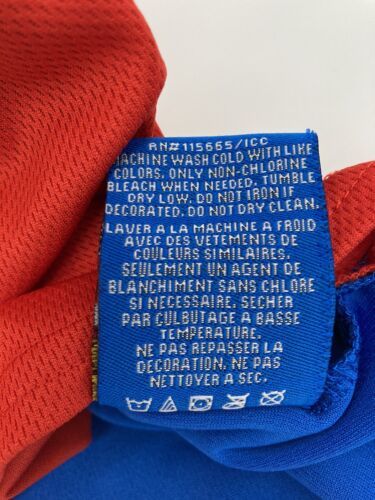 RN#115665/ICC
MACHINE WASH COLD WITH LIKE
COLORS. ONLY NON-CHLORINE
BLEACH WHEN NEEDED. TUMBLE
DRY LOW. DO NOT IRON IF
DECORATED. DO NOT DRY CLEAN.
LAVER A LA MACHINE A FROID
AVEC DES VETEMENTS DE
COULEURS SIMILAIRES.
SEULEMENT UN AGENT DE
BLANCHIMENT SANS CHLORE
SI NECESSAIRE. SECHER
PAR CULBUTAGE A BASSE
TEMPERATURE.
NE PAS REPASSER LA
DECORATION. NE PAS
NETTOYER A SEC.